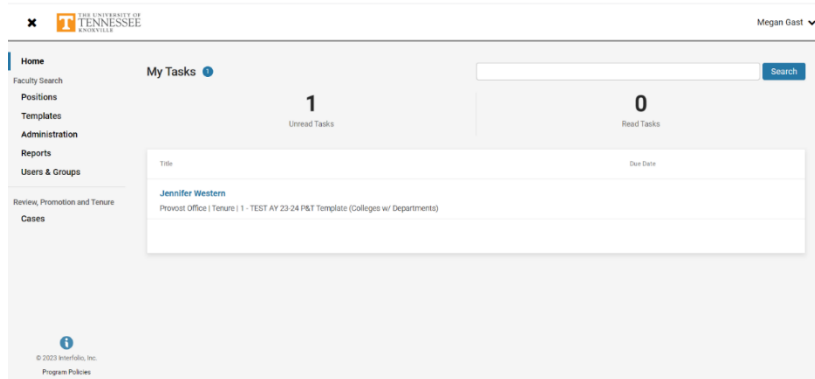 THE UNIVERSITY OF
TENNESSEE
KNOXVILLE
Megan Gast
Home
Faculty Search
Positions
Templates
Administration
Reports
Users & Groups
Review, Promotion and Tenure
Cases
My Tasks 1
Search
1
Unread Tasks
0
Read Tasks
Title
Due Date
Jennifer Western
Provost Office | Tenure | 1 - TEST AY 23-24 P&T Template (Colleges w/ Departments)
© 2023 Interfolio, Inc.
Program Policies